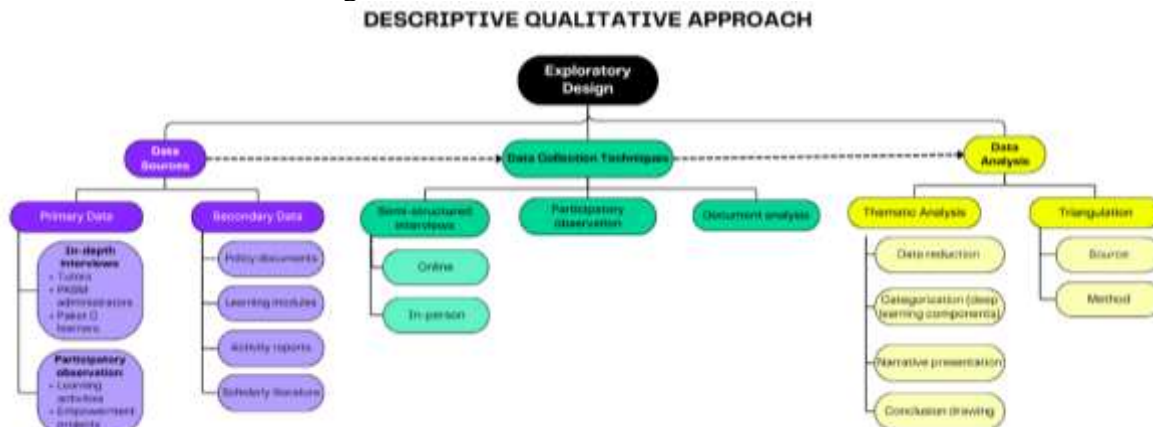 DESCRIPTIVE QUALITATIVE APPROACH
Exploratory
Design
Data
Sources
Data Collection Techniques
Data
Analysis
Primary Data
Secondary Data
Semi-structured
interviews
Participatory
observation
Document analysis
Thematic Analysis
Triangulation
In-depth
interviews
• Tutors
• PKBM
administrators
• Paket C
learners
Participatory
observation:
• Learning
activities
• Empowerment
projects
Policy documents
Learning modules
Activity reports
Scholarly literature
Online
In-person
Data reduction
Categorization (deep
learning components)
Narrative presentation
Conclusion drawing
Source
Method